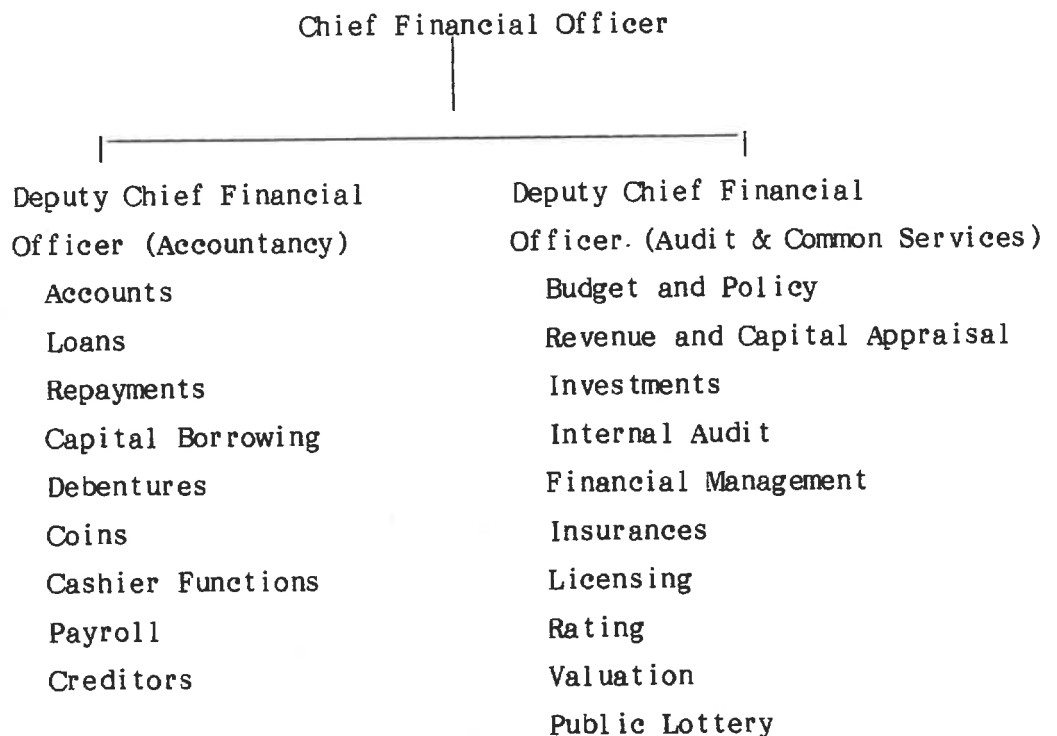 Chief Financial Officer
Deputy Chief Financial
Officer (Accountancy)
Accounts
Loans
Repayments
Capital Borrowing
Debentures
Coins
Cashier Functions
Payroll
Creditors
Deputy Chief Financial
Officer. (Audit & Common Services)
Budget and Policy
Revenue and Capital Appraisal
Investments
Internal Audit
Financial Management
Insurances
Licensing
Rating
Valuation
Public Lottery